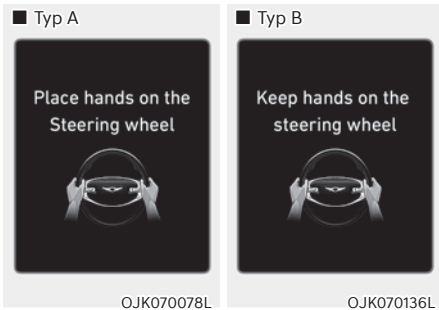 ■ Typ A
Place hands on the
Steering wheel
OJK070078L
■ Typ B
Keep hands on the
steering wheel
OJK070136L